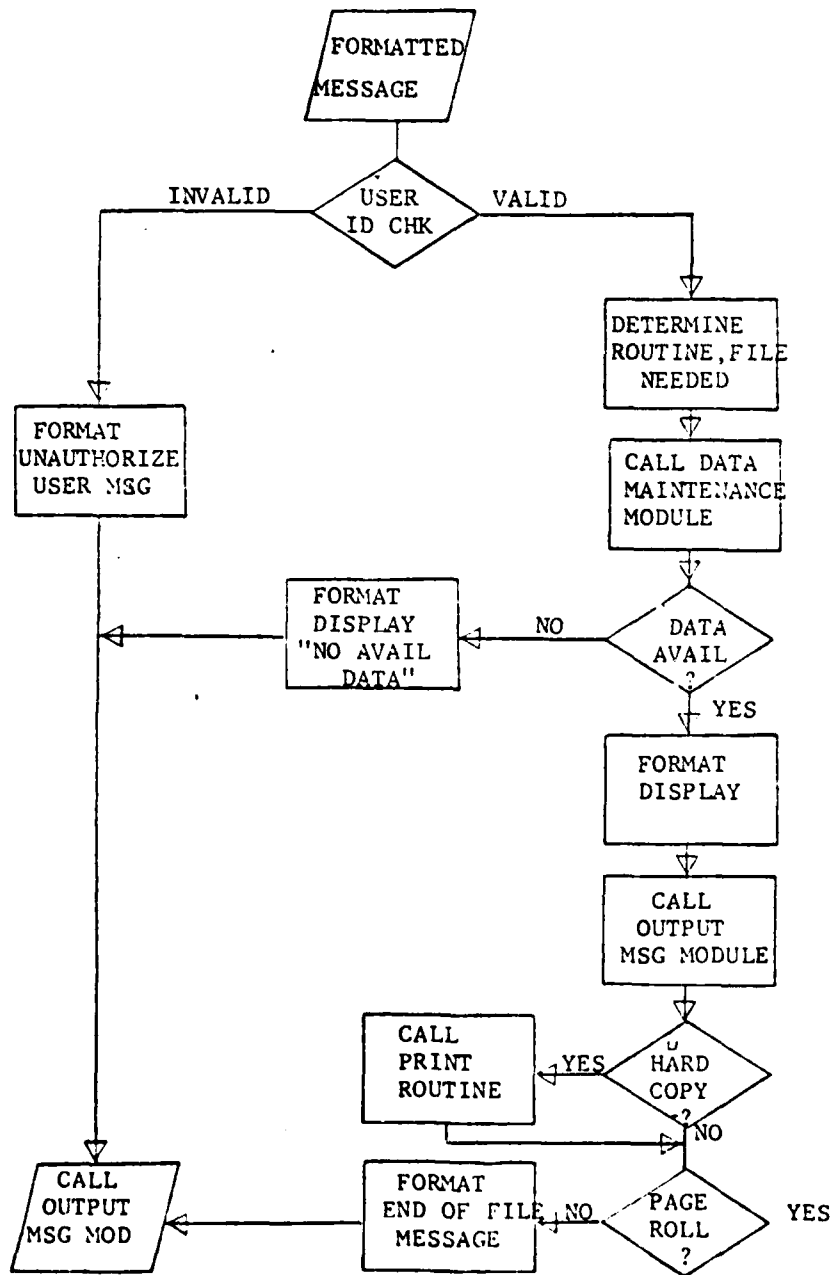 FORMATTED
MESSAGE
INVALID
USER
ID CHK
VALID
DETERMINE
ROUTINE, FILE
NEEDED
FORMAT
UNAUTHORIZE
USER MSG
CALL DATA
MAINTENANCE
MODULE
FORMAT
DISPLAY
"NO AVAIL
DATA"
NO
DATA
AVAIL
?
YES
FORMAT
DISPLAY
CALL
OUTPUT
MSG MODULE
CALL
PRINT
ROUTINE
YES
HARD
COPY
?
NO
CALL
OUTPUT
MSG MOD
FORMAT
END OF FILE
MESSAGE
NO
PAGE
ROLL
?
YES